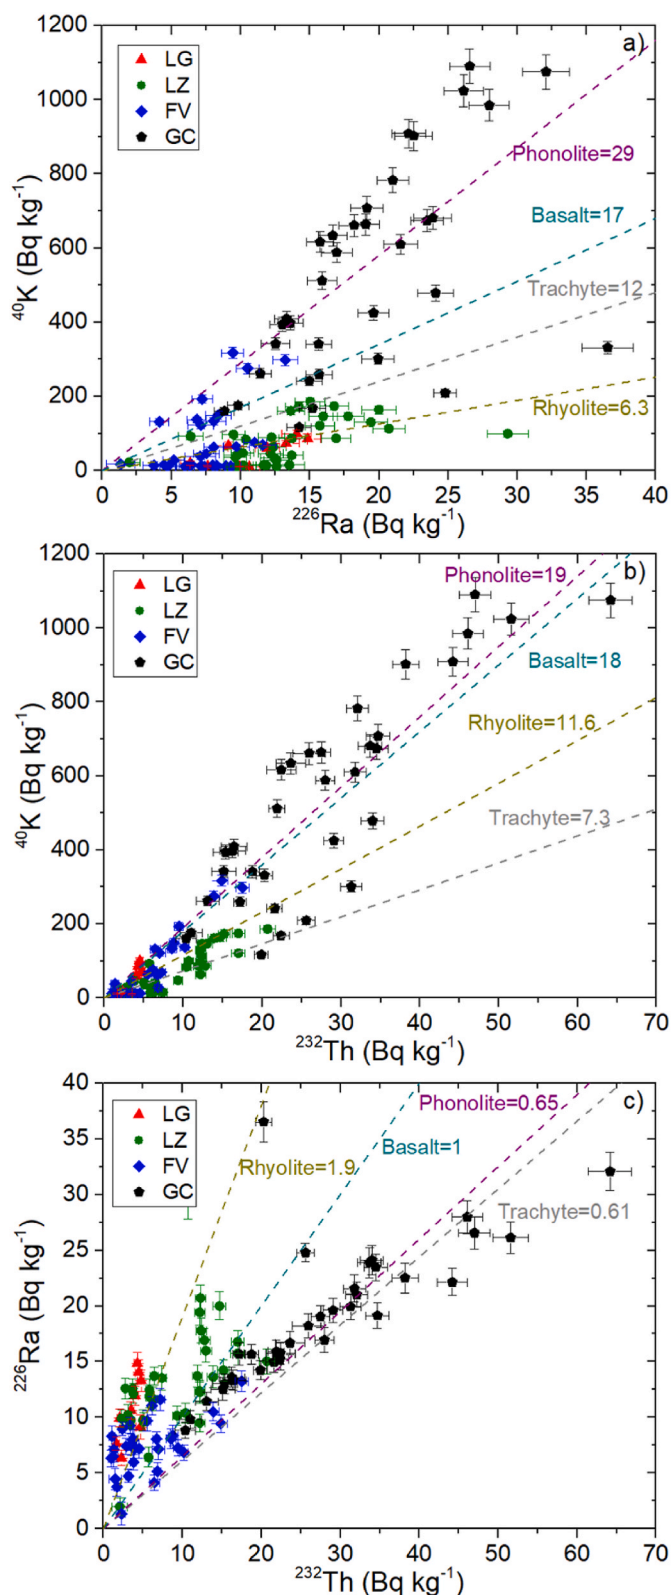 a)
LG
LZ
FV
GC
Phonolite=29
Basalt=17
Trachyte=12
Rhyolite=6.3
1200
1000
800
600
400
200
0
⁴⁰K (Bq kg⁻¹)
0 5 10 15 20 25 30 35 40
²²⁶Ra (Bq kg⁻¹)
b)
LG
LZ
FV
GC
Phonolite=19
Basalt=18
Rhyolite=11.6
Trachyte=7.3
1200
1000
800
600
400
200
0
⁴⁰K (Bq kg⁻¹)
0 10 20 30 40 50 60 70
²³²Th (Bq kg⁻¹)
c)
LG
LZ
FV
GC
Phonolite=0.65
Basalt=1
Rhyolite=1.9
Trachyte=0.61
40
35
30
25
20
15
10
5
0
²²⁶Ra (Bq kg⁻¹)
0 10 20 30 40 50 60 70
²³²Th (Bq kg⁻¹)